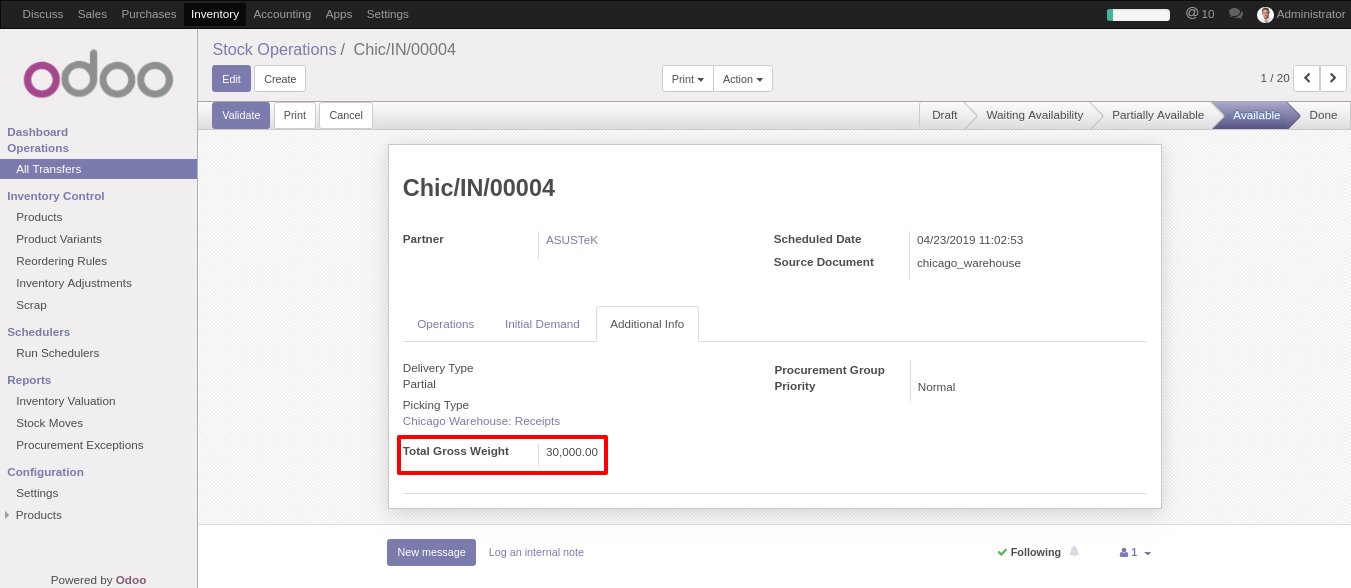 Discuss Sales Purchases Inventory Accounting Apps Settings @ 10 Administrator
odoo
Dashboard
Operations
All Transfers
Inventory Control
Products
Product Variants
Reordering Rules
Inventory Adjustments
Scrap
Schedulers
Run Schedulers
Reports
Inventory Valuation
Stock Moves
Procurement Exceptions
Configuration
Settings
Products
Powered by Odoo
Stock Operations / Chic/IN/00004
Edit Create Print Action 1 / 20
Validate Print Cancel Draft Waiting Availability Partially Available Available Done
Chic/IN/00004
Partner ASUSTeK Scheduled Date 04/23/2019 11:02:53
Source Document chicago_warehouse
Operations Initial Demand Additional Info
Delivery Type Procurement Group
Partial Priority Normal
Picking Type
Chicago Warehouse: Receipts
Total Gross Weight 30,000.00
New message Log an internal note Following 1